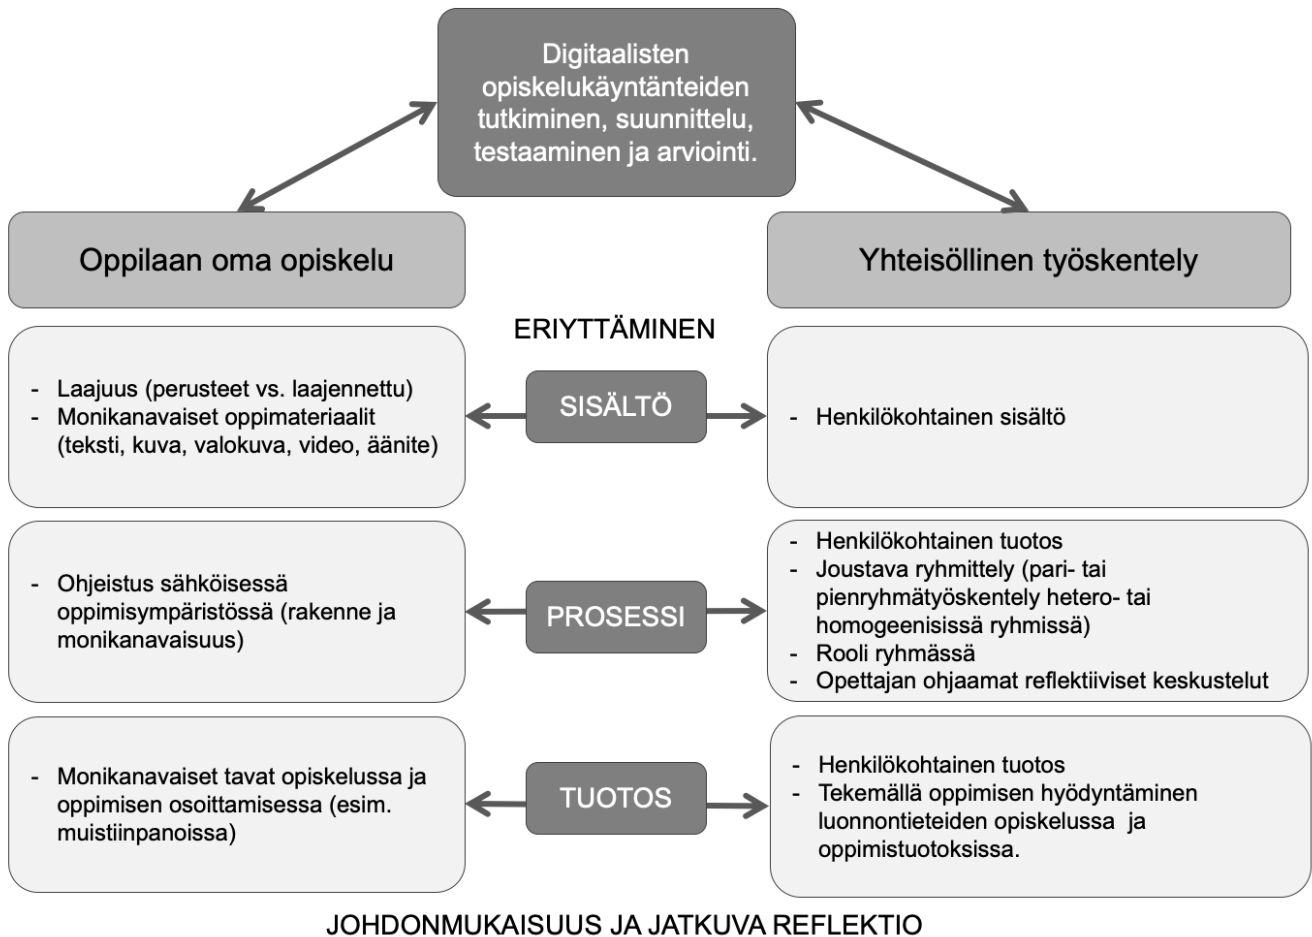 Digitaalisten
opiskelukäyntänteiden
tutkiminen, suunnittelu,
testaaminen ja arviointi.
Oppilaan oma opiskelu
Yhteisöllinen työskentely
ERIYTTÄMINEN
- Laajuus (perusteet vs. laajennettu)
- Monikanavaiset oppimateriaalit
(teksti, kuva, valokuva, video, äänite)
SISÄLTÖ
- Henkilökohtainen sisältö
- Ohjeistus sähköisessä
oppimisympäristössä (rakenne ja
monikanavaisuus)
PROSESSI
- Henkilökohtainen tuotos
- Joustava ryhmittely (pari- tai
pienryhmätyöskentely hetero- tai
homogeenisissä ryhmissä)
- Rooli ryhmässä
- Opettajan ohjaamat reflektiiviset keskustelut
- Monikanavaiset tavat opiskelussa ja
oppimisen osoittamisessa (esim.
muistiinpanoissa)
TUOTOS
- Henkilökohtainen tuotos
- Tekemällä oppimisen hyödyntäminen
luonnontieteiden opiskelussa ja
oppimistuotoksissa.
JOHDONMUKAISUUS JA JATKUVA REFLEKTIO